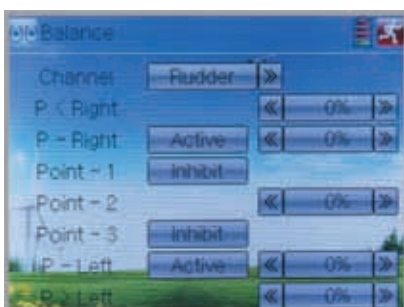 Balance
Channel Rudder »
P < Right « 0% »
P - Right Active « 0% »
Point - 1 Inhibit
Point - 2 « 0% »
Point - 3 Inhibit
P - Left Active « 0% »
P > Left « 0% »